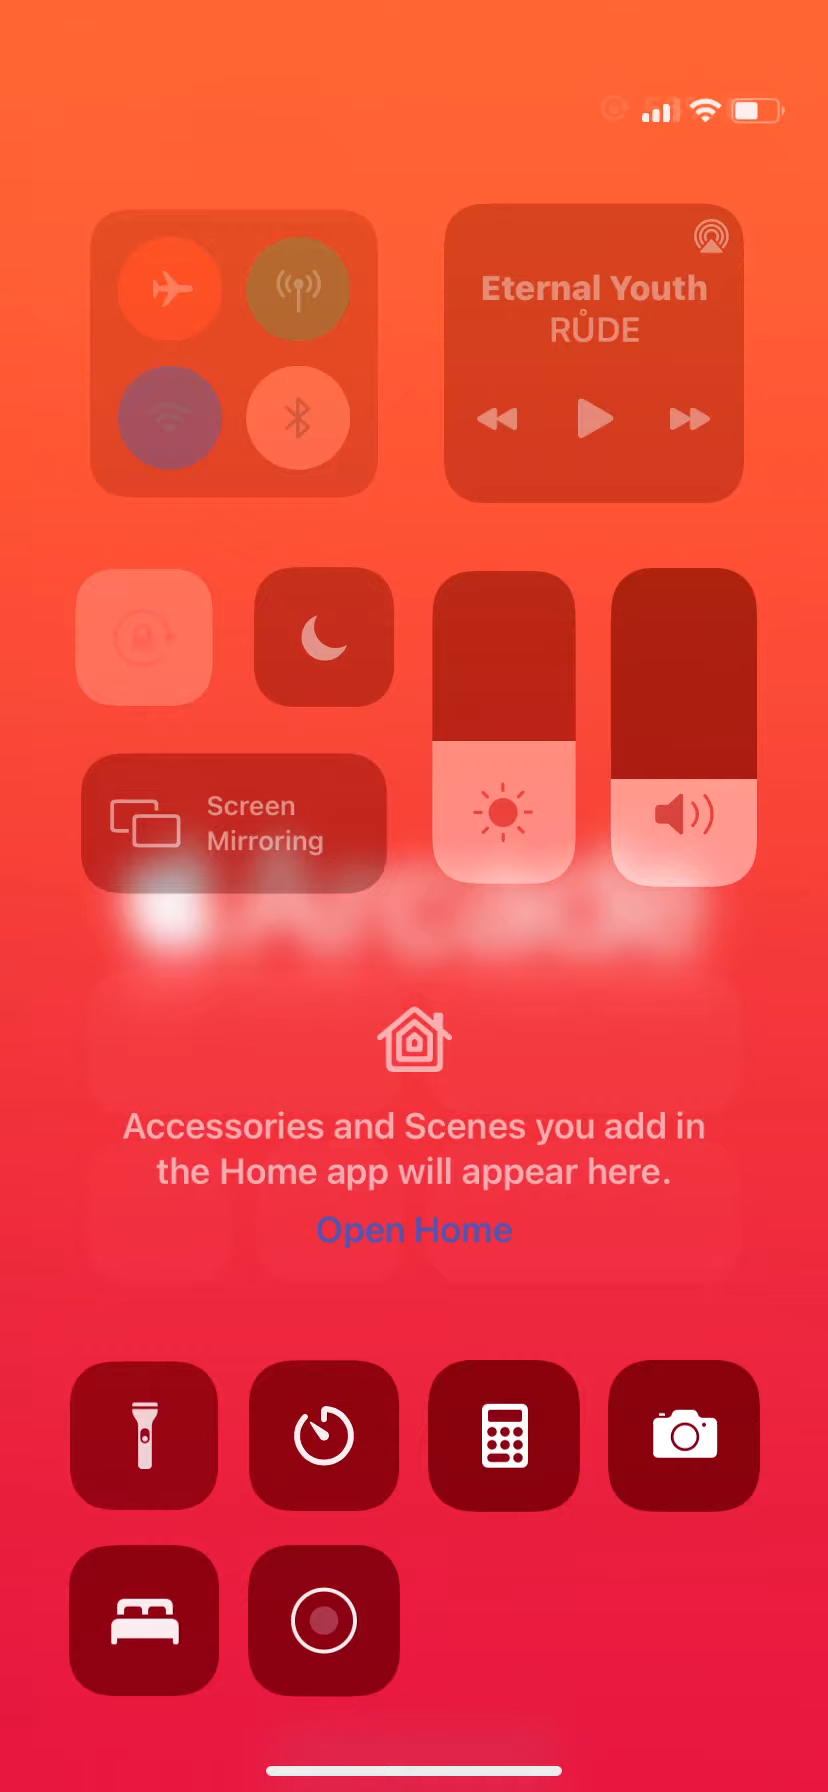 Eternal Youth
RŮDE
Screen
Mirroring
Accessories and Scenes you add in
the Home app will appear here.
Open Home